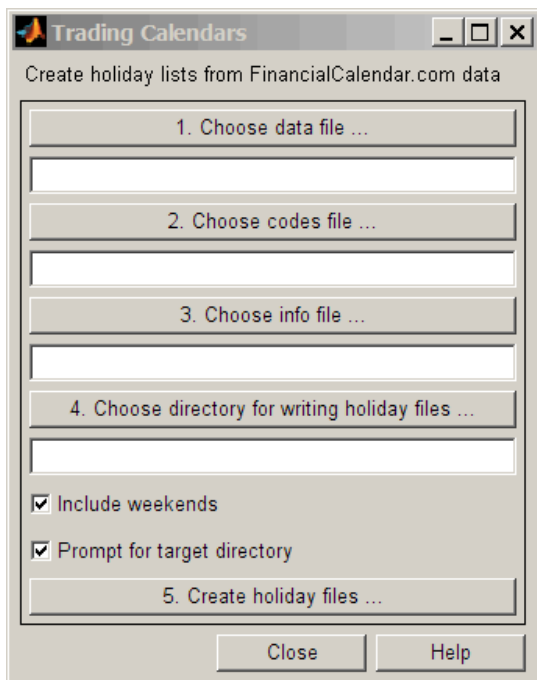 Trading Calendars
Create holiday lists from FinancialCalendar.com data
1. Choose data file ...
2. Choose codes file ...
3. Choose info file ...
4. Choose directory for writing holiday files ...
Include weekends
Prompt for target directory
5. Create holiday files ...
Close Help